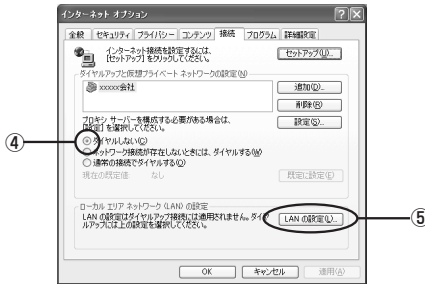 インターネット オプション
全般 セキュリティ プライバシー コンテンツ 接続 プログラム 詳細設定
インターネット接続を設定するには、
[セットアップ] をクリックしてください。
セットアップ(U)...
ダイヤルアップと仮想プライベート ネットワークの設定(N)
xxxxx会社
追加(D)...
削除(R)
設定(S)...
プロキシ サーバーを構成する必要がある場合は、
[設定] を選択してください。
④
ダイヤルしない(C)
ネットワーク接続が存在しないときには、ダイヤルする(W)
通常の接続でダイヤルする(O)
現在の既定値 なし
既定に設定(E)
ローカル エリア ネットワーク (LAN) の設定
LAN の設定はダイヤルアップ接続には適用されません。ダイヤ
ルアップには上の設定を選択してください。
LAN の設定(L)...
⑤
OK キャンセル 適用(A)